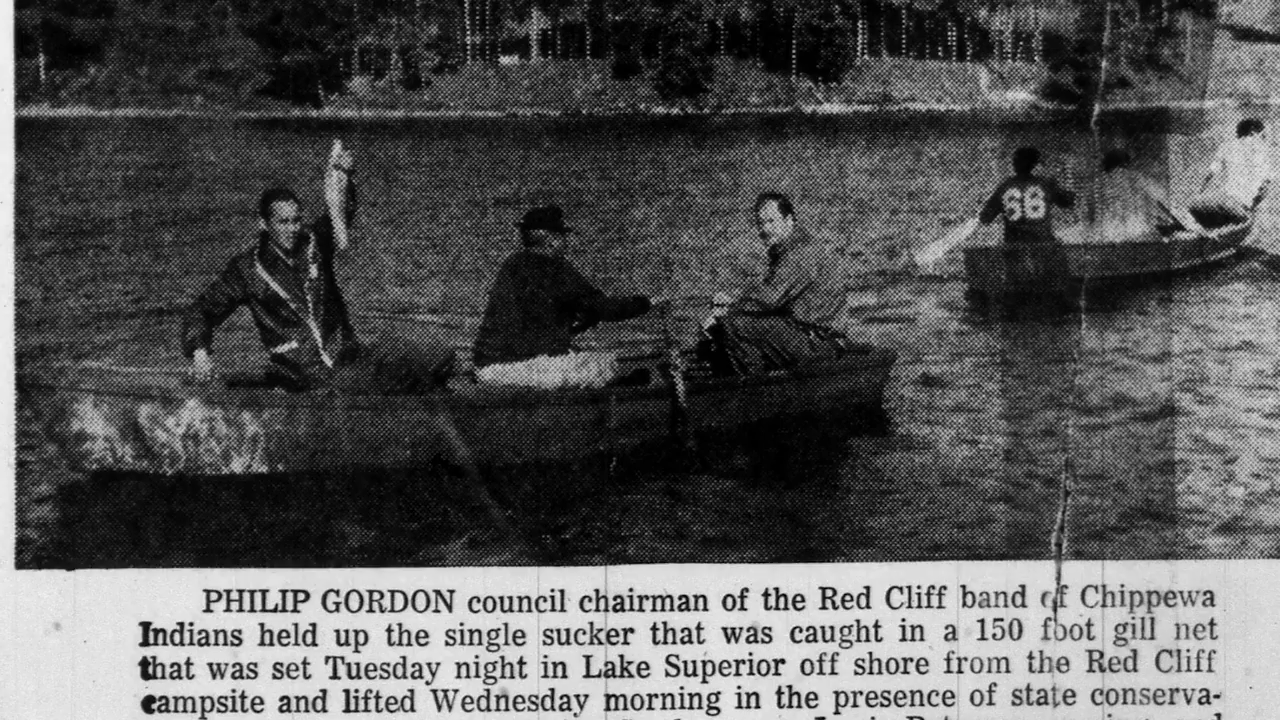 66
PHILIP GORDON council chairman of the Red Cliff band of Chippewa
Indians held up the single sucker that was caught in a 150 foot gill net
that was set Tuesday night in Lake Superior off shore from the Red Cliff
campsite and lifted Wednesday morning in the presence of state conserva-